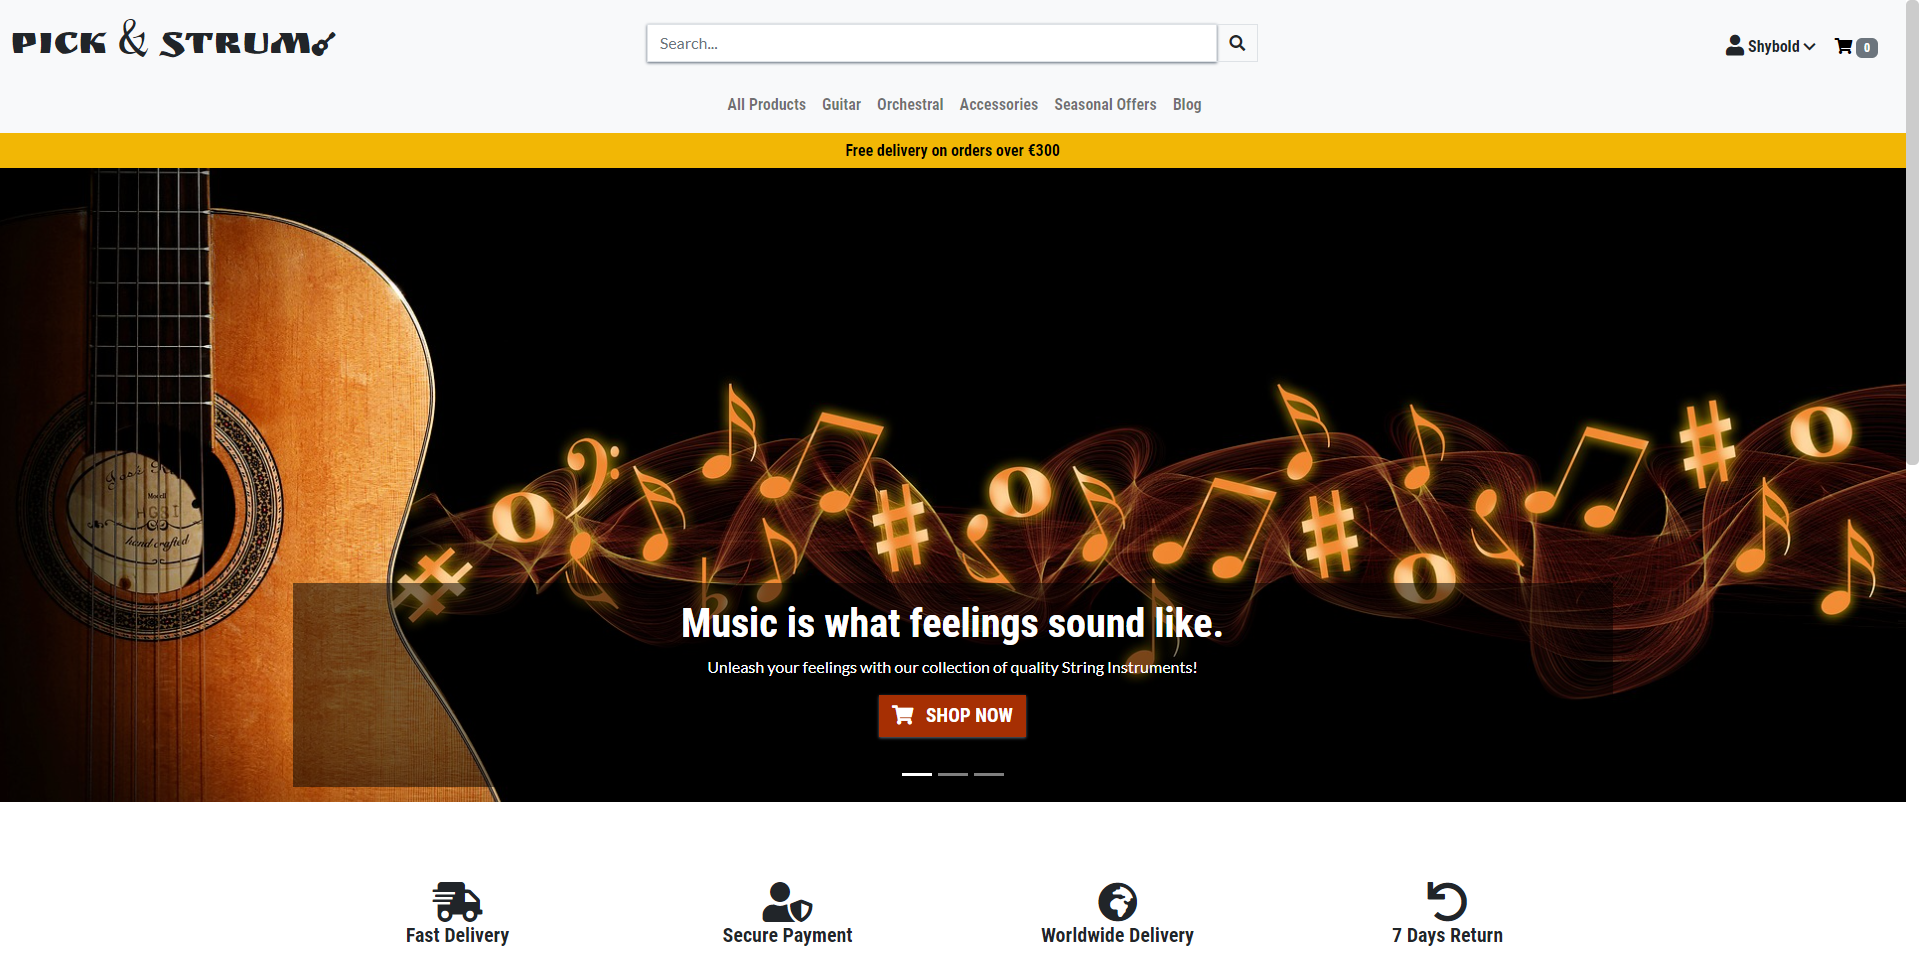 PICK & STRUM
Search...
Shybold
0
All Products Guitar Orchestral Accessories Seasonal Offers Blog
Free delivery on orders over €300
hand crafted
Music is what feelings sound like.
Unleash your feelings with our collection of quality String Instruments!
SHOP NOW
Fast Delivery
Secure Payment
Worldwide Delivery
7 Days Return